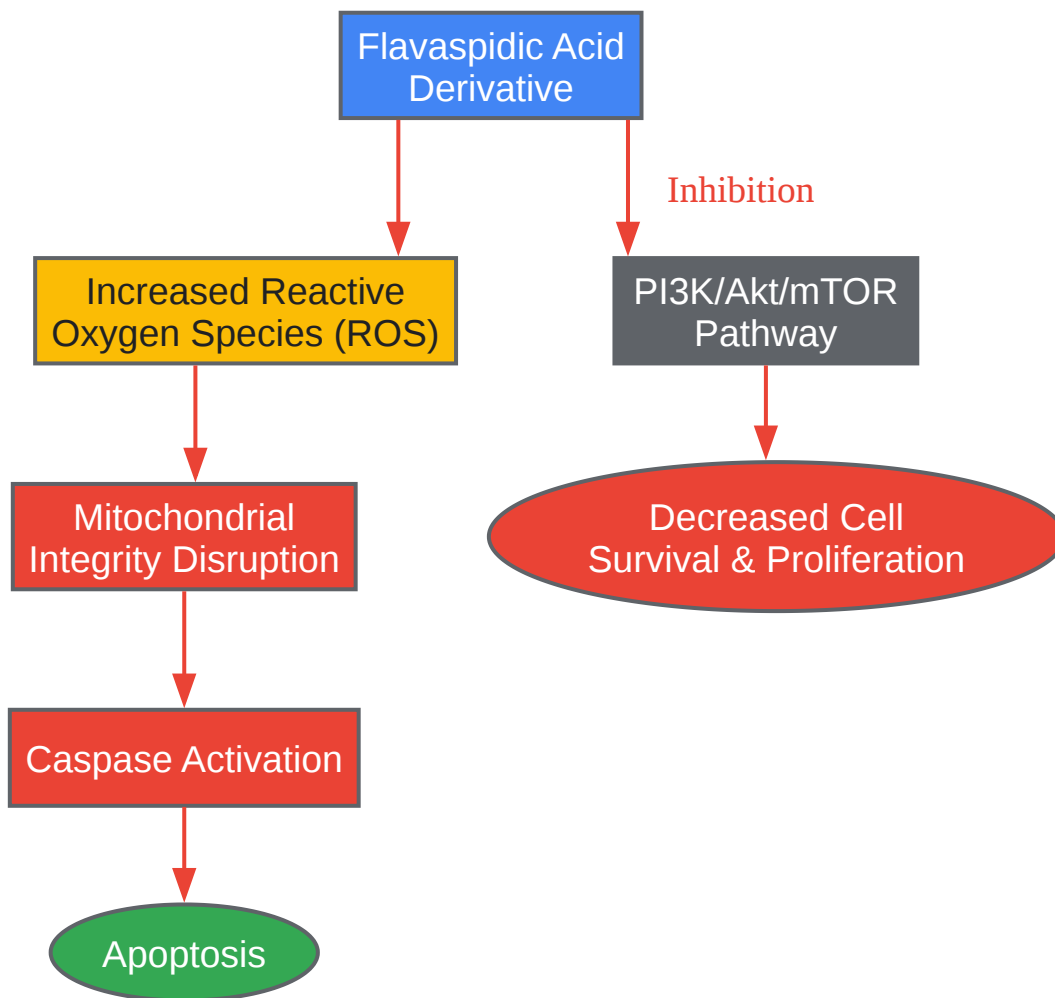 Flavaspidic Acid
Derivative
Inhibition
Increased Reactive
Oxygen Species (ROS)
PI3K/Akt/mTOR
Pathway
Mitochondrial
Integrity Disruption
Decreased Cell
Survival & Proliferation
Caspase Activation
Apoptosis